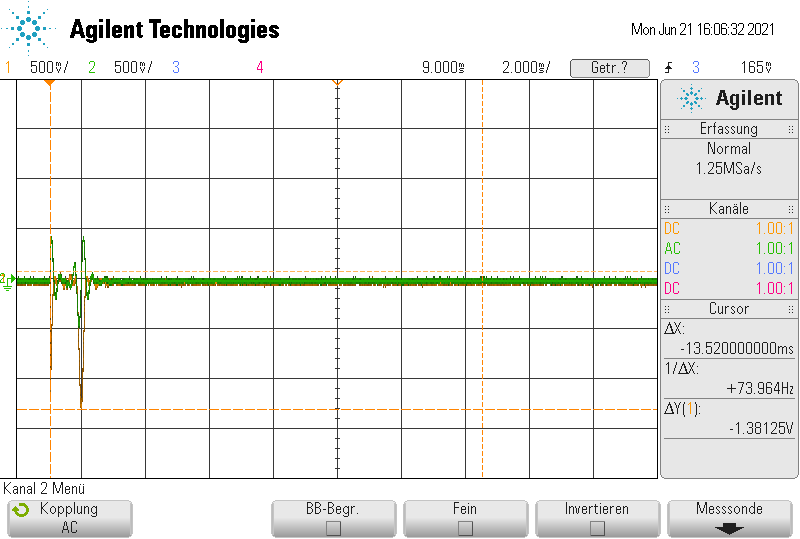 Agilent Technologies
Mon Jun 21 16:06:32 2021
1 500mV/ 2 500mV/ 3 4 9.000s 2.000s/ Getr.? 3 165mV
Agilent
Erfassung
Normal
1.25MSa/s
Kanäle
DC 1.00:1
AC 1.00:1
DC 1.00:1
DC 1.00:1
Cursor
ΔX:
-13.520000000ms
1/ΔX:
+73.964Hz
ΔY(1):
-1.38125V
2
Kanal 2 Menü
Kopplung
AC
BB-Begr.
Fein
Invertieren
Messsonde